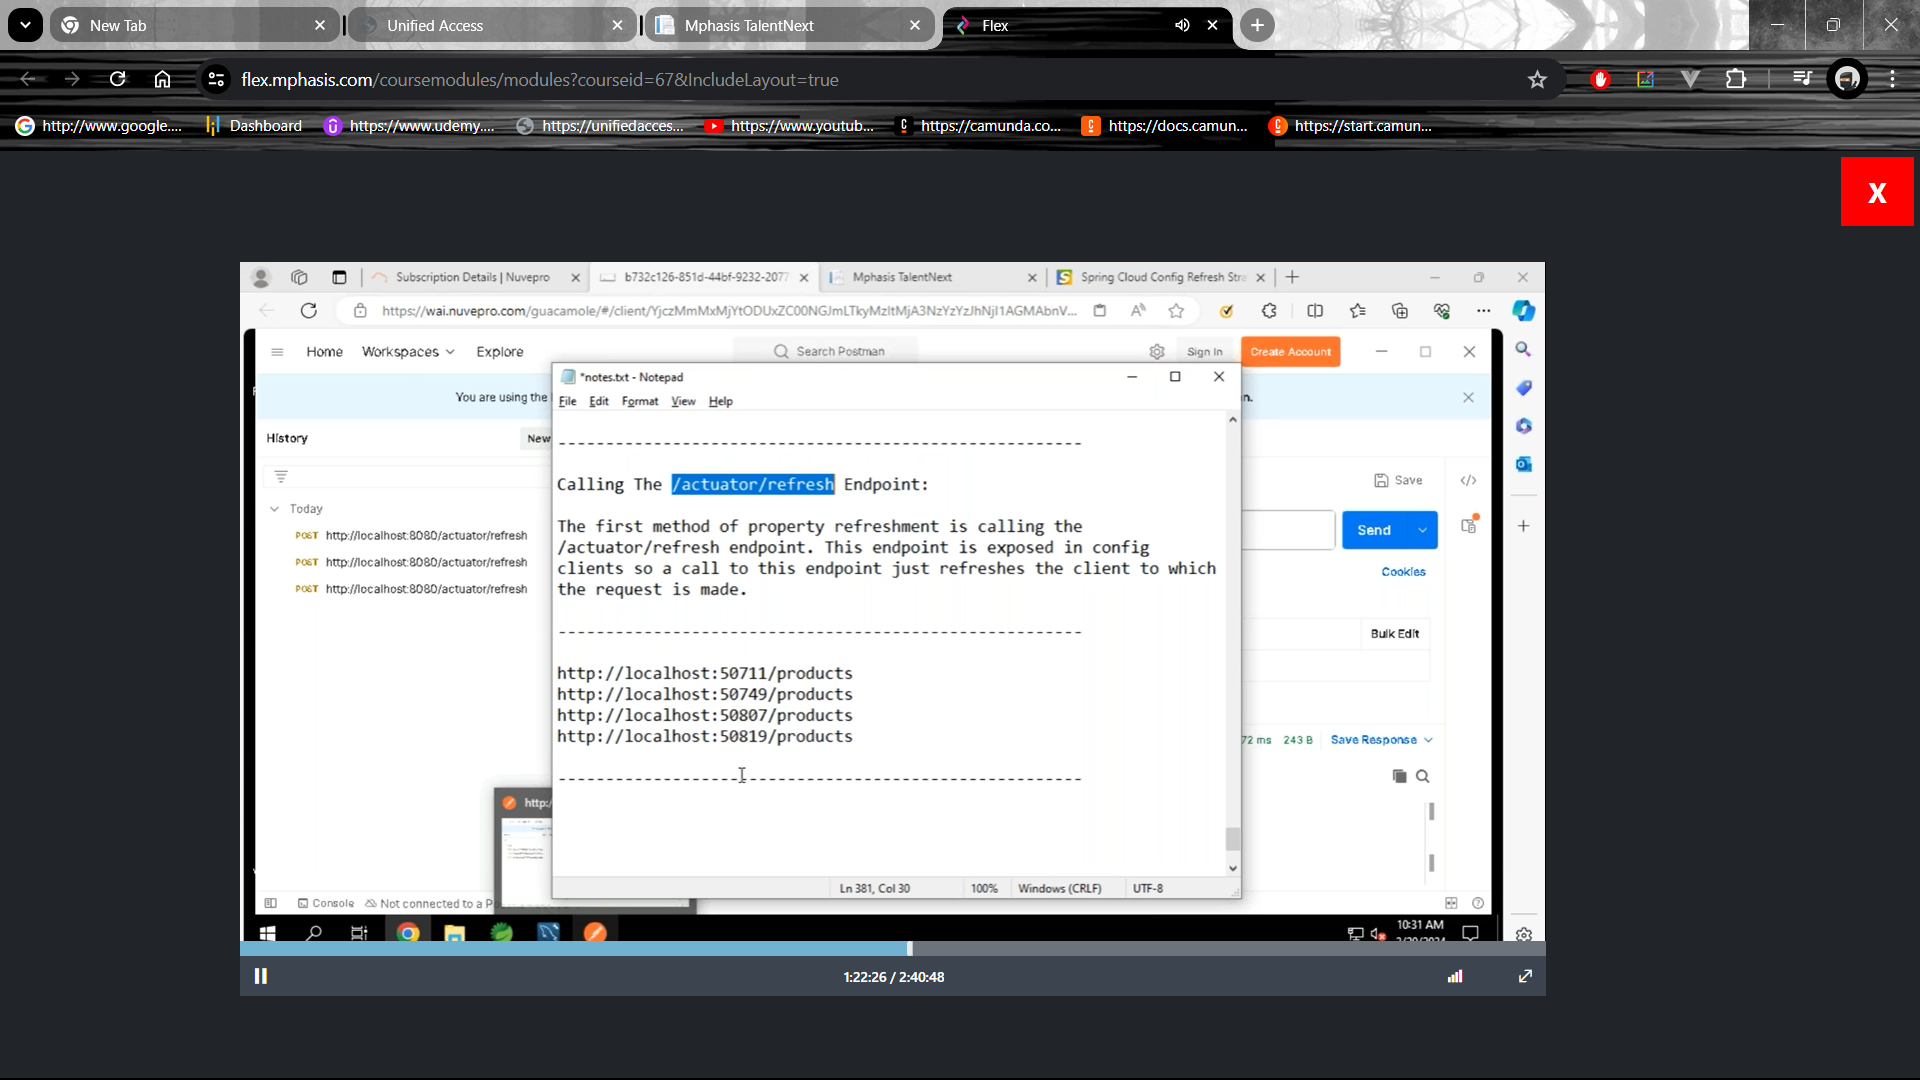 New Tab
Unified Access
Mphasis TalentNext
Flex
flex.mphasis.com/coursemodules/modules?courseid=67&IncludeLayout=true
http://www.google....
Dashboard
https://www.udemy....
https://unifiedacces...
https://www.youtub...
https://camunda.co...
https://docs.camun...
https://start.camun...
X
Subscription Details | Nuvepro
b732c126-851d-44bf-9232-2077
Mphasis TalentNext
Spring Cloud Config Refresh Stra
Home
Workspaces
Explore
Search Postman
Sign In
Create Account
*notes.txt - Notepad
You are using the
n.
File Edit Format View Help
History
New
------------------------------------------------------
Save
Calling The /actuator/refresh Endpoint:
Today
The first method of property refreshment is calling the
/actuator/refresh endpoint. This endpoint is exposed in config
clients so a call to this endpoint just refreshes the client to which
the request is made.
POST http://localhost:8080/actuator/refresh
POST http://localhost:8080/actuator/refresh
POST http://localhost:8080/actuator/refresh
Send
Cookies
------------------------------------------------------
Bulk Edit
http://localhost:50711/products
http://localhost:50749/products
http://localhost:50807/products
http://localhost:50819/products
72 ms 243 B Save Response
------------------------------------------------------
http:/
Ln 381, Col 30
100%
Windows (CRLF)
UTF-8
Console
Not connected to a P
10:31 AM
1:22:26 / 2:40:48